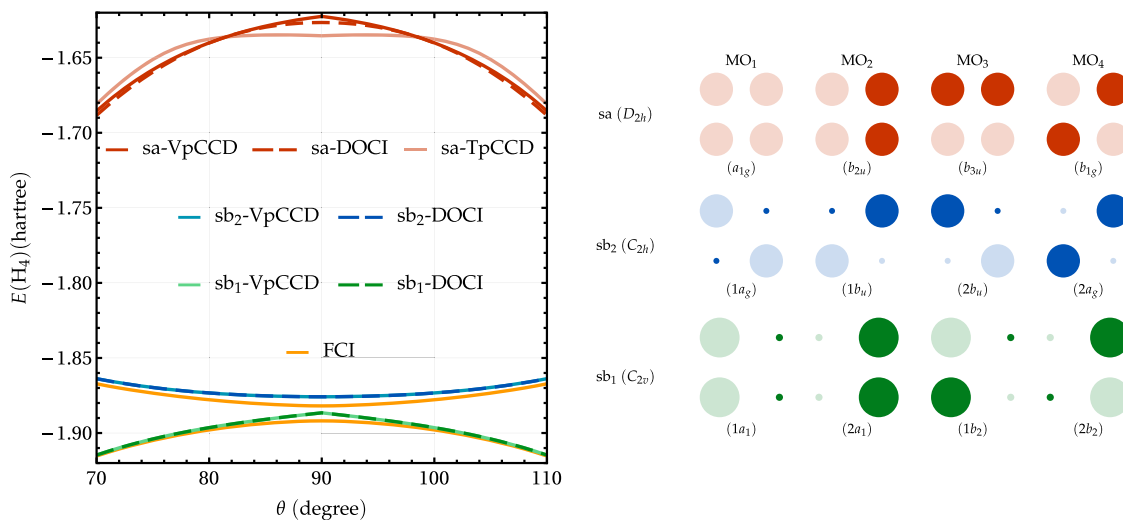 −1.65
−1.70
−1.75
−1.80
−1.85
−1.90
E(H₄)(hartree)
sa-VpCCD sa-DOCI sa-TpCCD
sb₂-VpCCD sb₂-DOCI
sb₁-VpCCD sb₁-DOCI
FCI
70 80 90 100 110
θ (degree)
MO₁ MO₂ MO₃ MO₄
sa (D₂ₕ)
(a₁g) (b₂ᵤ) (b₃ᵤ) (b₁g)
sb₂ (C₂ₕ)
(1a_g) (1bᵤ) (2bᵤ) (2a_g)
sb₁ (C₂ᵥ)
(1a₁) (2a₁) (1b₂) (2b₂)